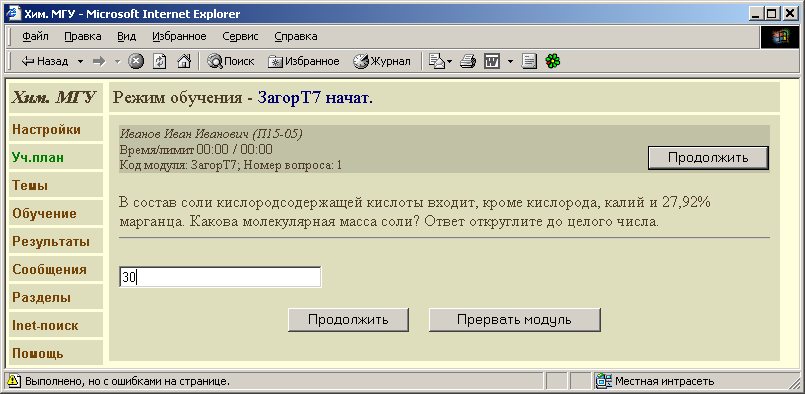 Хим. МГУ - Microsoft Internet Explorer
Файл Правка Вид Избранное Сервис Справка
Назад Поиск Избранное Журнал
Хим. МГУ
Режим обучения - ЗагорТ7 начат.
Настройки
Уч.план
Темы
Обучение
Результаты
Сообщения
Разделы
Inet-поиск
Помощь
Иванов Иван Иванович (П15-05)
Время/лимит 00:00 / 00:00
Код модуля: ЗагорТ7; Номер вопроса: 1
Продолжить
В состав соли кислородсодержащей кислоты входит, кроме кислорода, калий и 27,92%
марганца. Какова молекулярная масса соли? Ответ откруглите до целого числа.
30
Продолжить Прервать модуль
Выполнено, но с ошибками на странице. Местная интрасеть